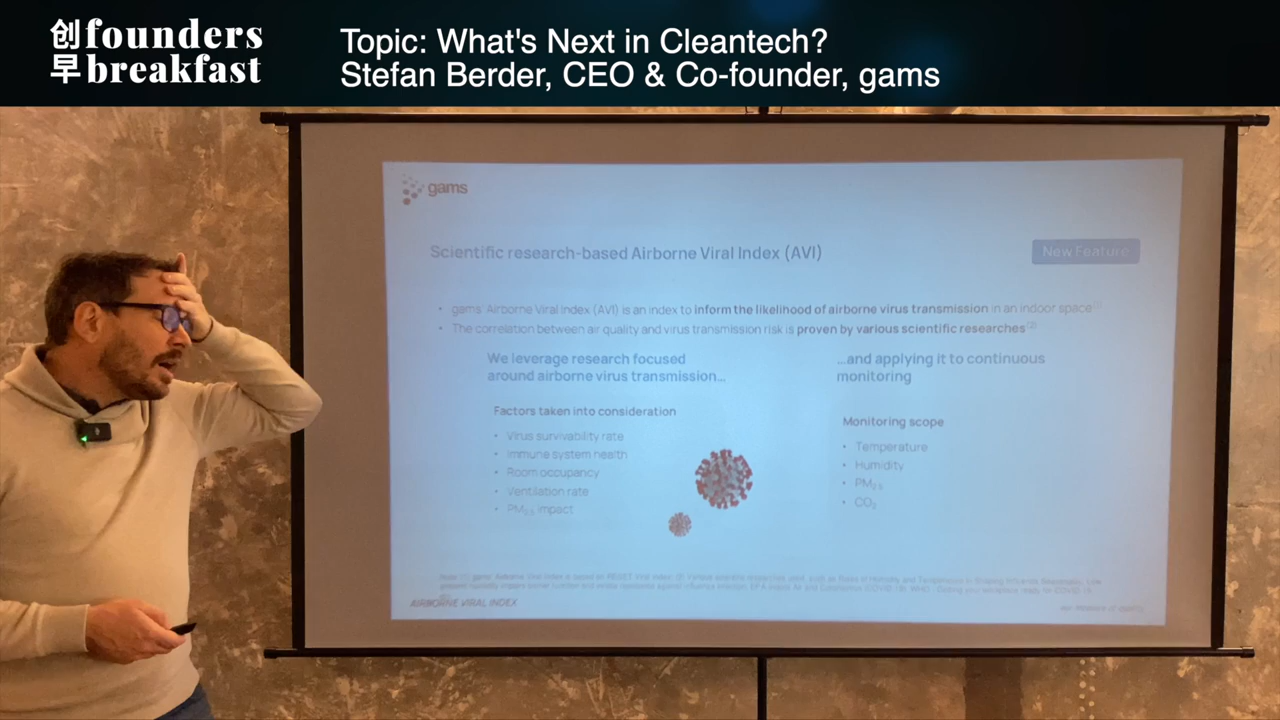 创founders
早breakfast
Topic: What's Next in Cleantech?
Stefan Berder, CEO & Co-founder, gams
gams
Scientific research-based Airborne Viral Index (AVI)
New Feature
• gams' Airborne Viral Index (AVI) is an index to inform the likelihood of airborne virus transmission in an indoor space
• The correlation between air quality and virus transmission risk is proven by various scientific researches(2)
We leverage research focused
around airborne virus transmission...
Factors taken into consideration
• Virus survivability rate
• Immune system health
• Room occupancy
• Ventilation rate
• PM2.5 impact
...and applying it to continuous
monitoring
Monitoring scope
• Temperature
• Humidity
• PM2.5
• CO2
AIRBORNE VIRAL INDEX